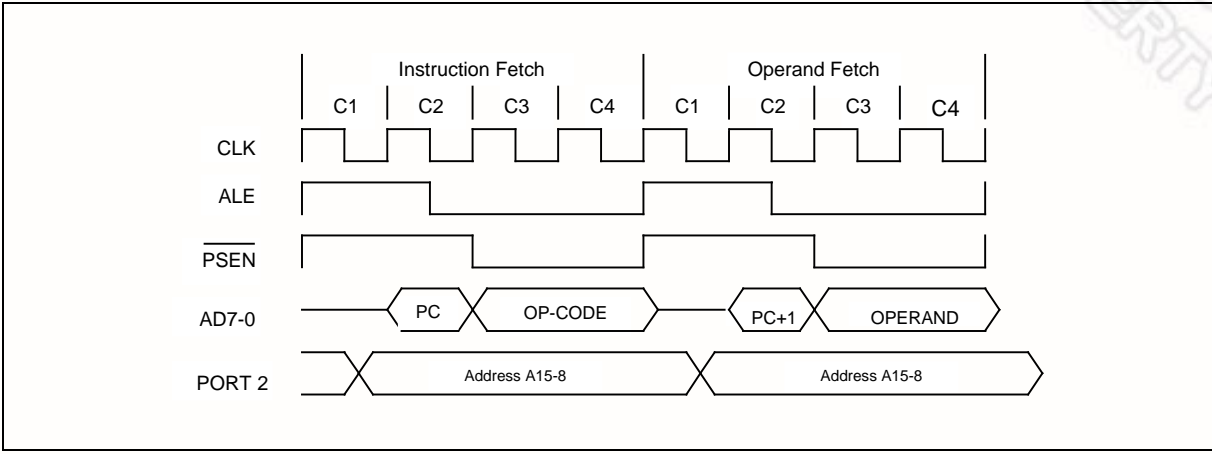 Instruction Fetch Operand Fetch
C1 C2 C3 C4 C1 C2 C3 C4
CLK
ALE
PSEN
AD7-0 PC OP-CODE PC+1 OPERAND
PORT 2 Address A15-8 Address A15-8